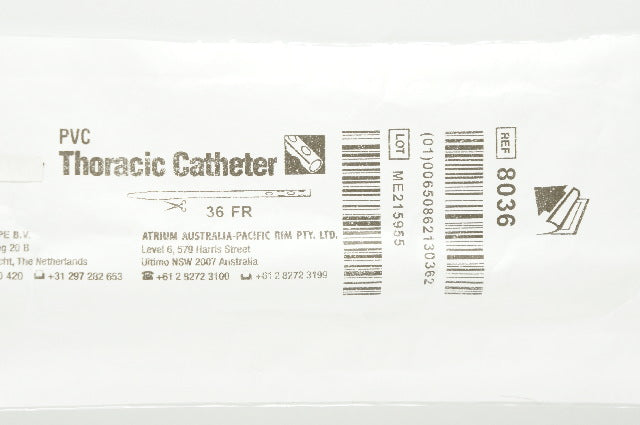 PVC
Thoracic Catheter
36 FR
PE B.V.
g 20 B
cht, The Netherlands
0 420 +31 297 282 653
ATRIUM AUSTRALIA-PACIFIC RIM PTY. LTD.
Level 6, 579 Harris Street
Ultimo NSW 2007 Australia
+61 2 8272 3100 +61 2 8272 3199
LOT ME215955
(01)00650862130362
REF 8036